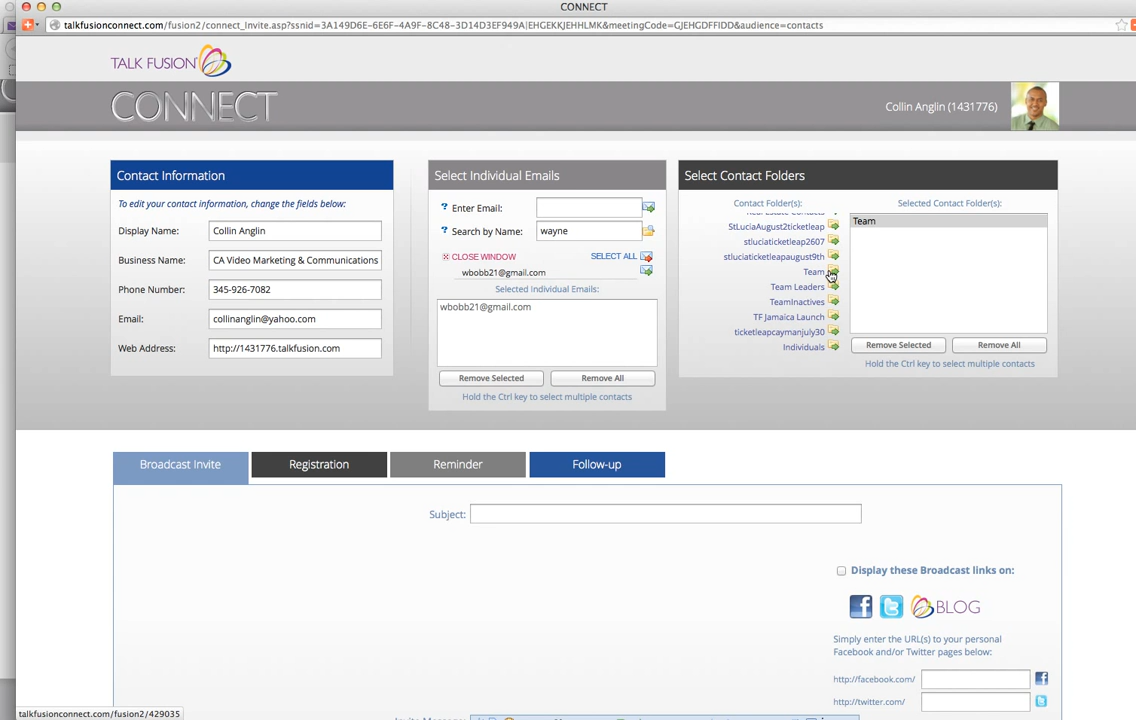 CONNECT
talkfusionconnect.com/fusion2/connect_Invite.asp?ssnid=3A149D6E-6E6F-4A9F-8C48-3D14D3EF949A|EHGEKKJEHHLMK&meetingCode=GJEHGDFFIDD&audience=contacts
TALK FUSION
CONNECT
Collin Anglin (1431776)
Contact Information
To edit your contact information, change the fields below:
Display Name: Collin Anglin
Business Name: CA Video Marketing & Communications
Phone Number: 345-926-7082
Email: collinanglin@yahoo.com
Web Address: http://1431776.talkfusion.com
Select Individual Emails
? Enter Email:
? Search by Name: wayne
CLOSE WINDOW SELECT ALL
wbobb21@gmail.com
Selected Individual Emails:
wbobb21@gmail.com
Remove Selected Remove All
Hold the Ctrl key to select multiple contacts
Select Contact Folders
Contact Folder(s): Selected Contact Folder(s):
Real Estate Contacts
StLuciaAugust2ticketleap
stluciaticketleap2607
stluciaticketleapaugust9th
Team
Team Leaders
TeamInactives
TF Jamaica Launch
ticketleapcaymanjuly30
Individuals
Team
Remove Selected Remove All
Hold the Ctrl key to select multiple contacts
Broadcast Invite Registration Reminder Follow-up
Subject:
Display these Broadcast links on:
BLOG
Simply enter the URL(s) to your personal
Facebook and/or Twitter pages below:
http://facebook.com/
http://twitter.com/
talkfusionconnect.com/fusion2/429035